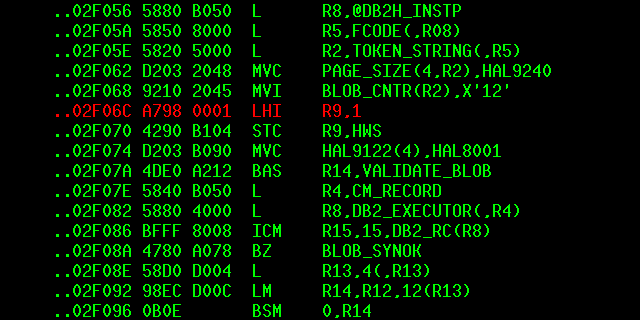 ..02F056 5880 B050 L R8,@DB2H_INSTP
..02F05A 5850 8000 L R5,FCODE(,R08)
..02F05E 5820 5000 L R2,TOKEN_STRING(,R5)
..02F062 D203 2048 MVC PAGE_SIZE(4,R2),HAL9240
..02F068 9210 2045 MVI BLOB_CNTR(R2),X'12'
..02F06C A798 0001 LHI R9,1
..02F070 4290 B104 STC R9,HWS
..02F074 D203 B090 MVC HAL9122(4),HAL8001
..02F07A 4DE0 A212 BAS R14,VALIDATE_BLOB
..02F07E 5840 B050 L R4,CM_RECORD
..02F082 5880 4000 L R8,DB2_EXECUTOR(,R4)
..02F086 BFFF 8008 ICM R15,15,DB2_RC(R8)
..02F08A 4780 A078 BZ BLOB_SYNOK
..02F08E 58D0 D004 L R13,4(,R13)
..02F092 98EC D00C LM R14,R12,12(R13)
..02F096 0B0E BSM 0,R14